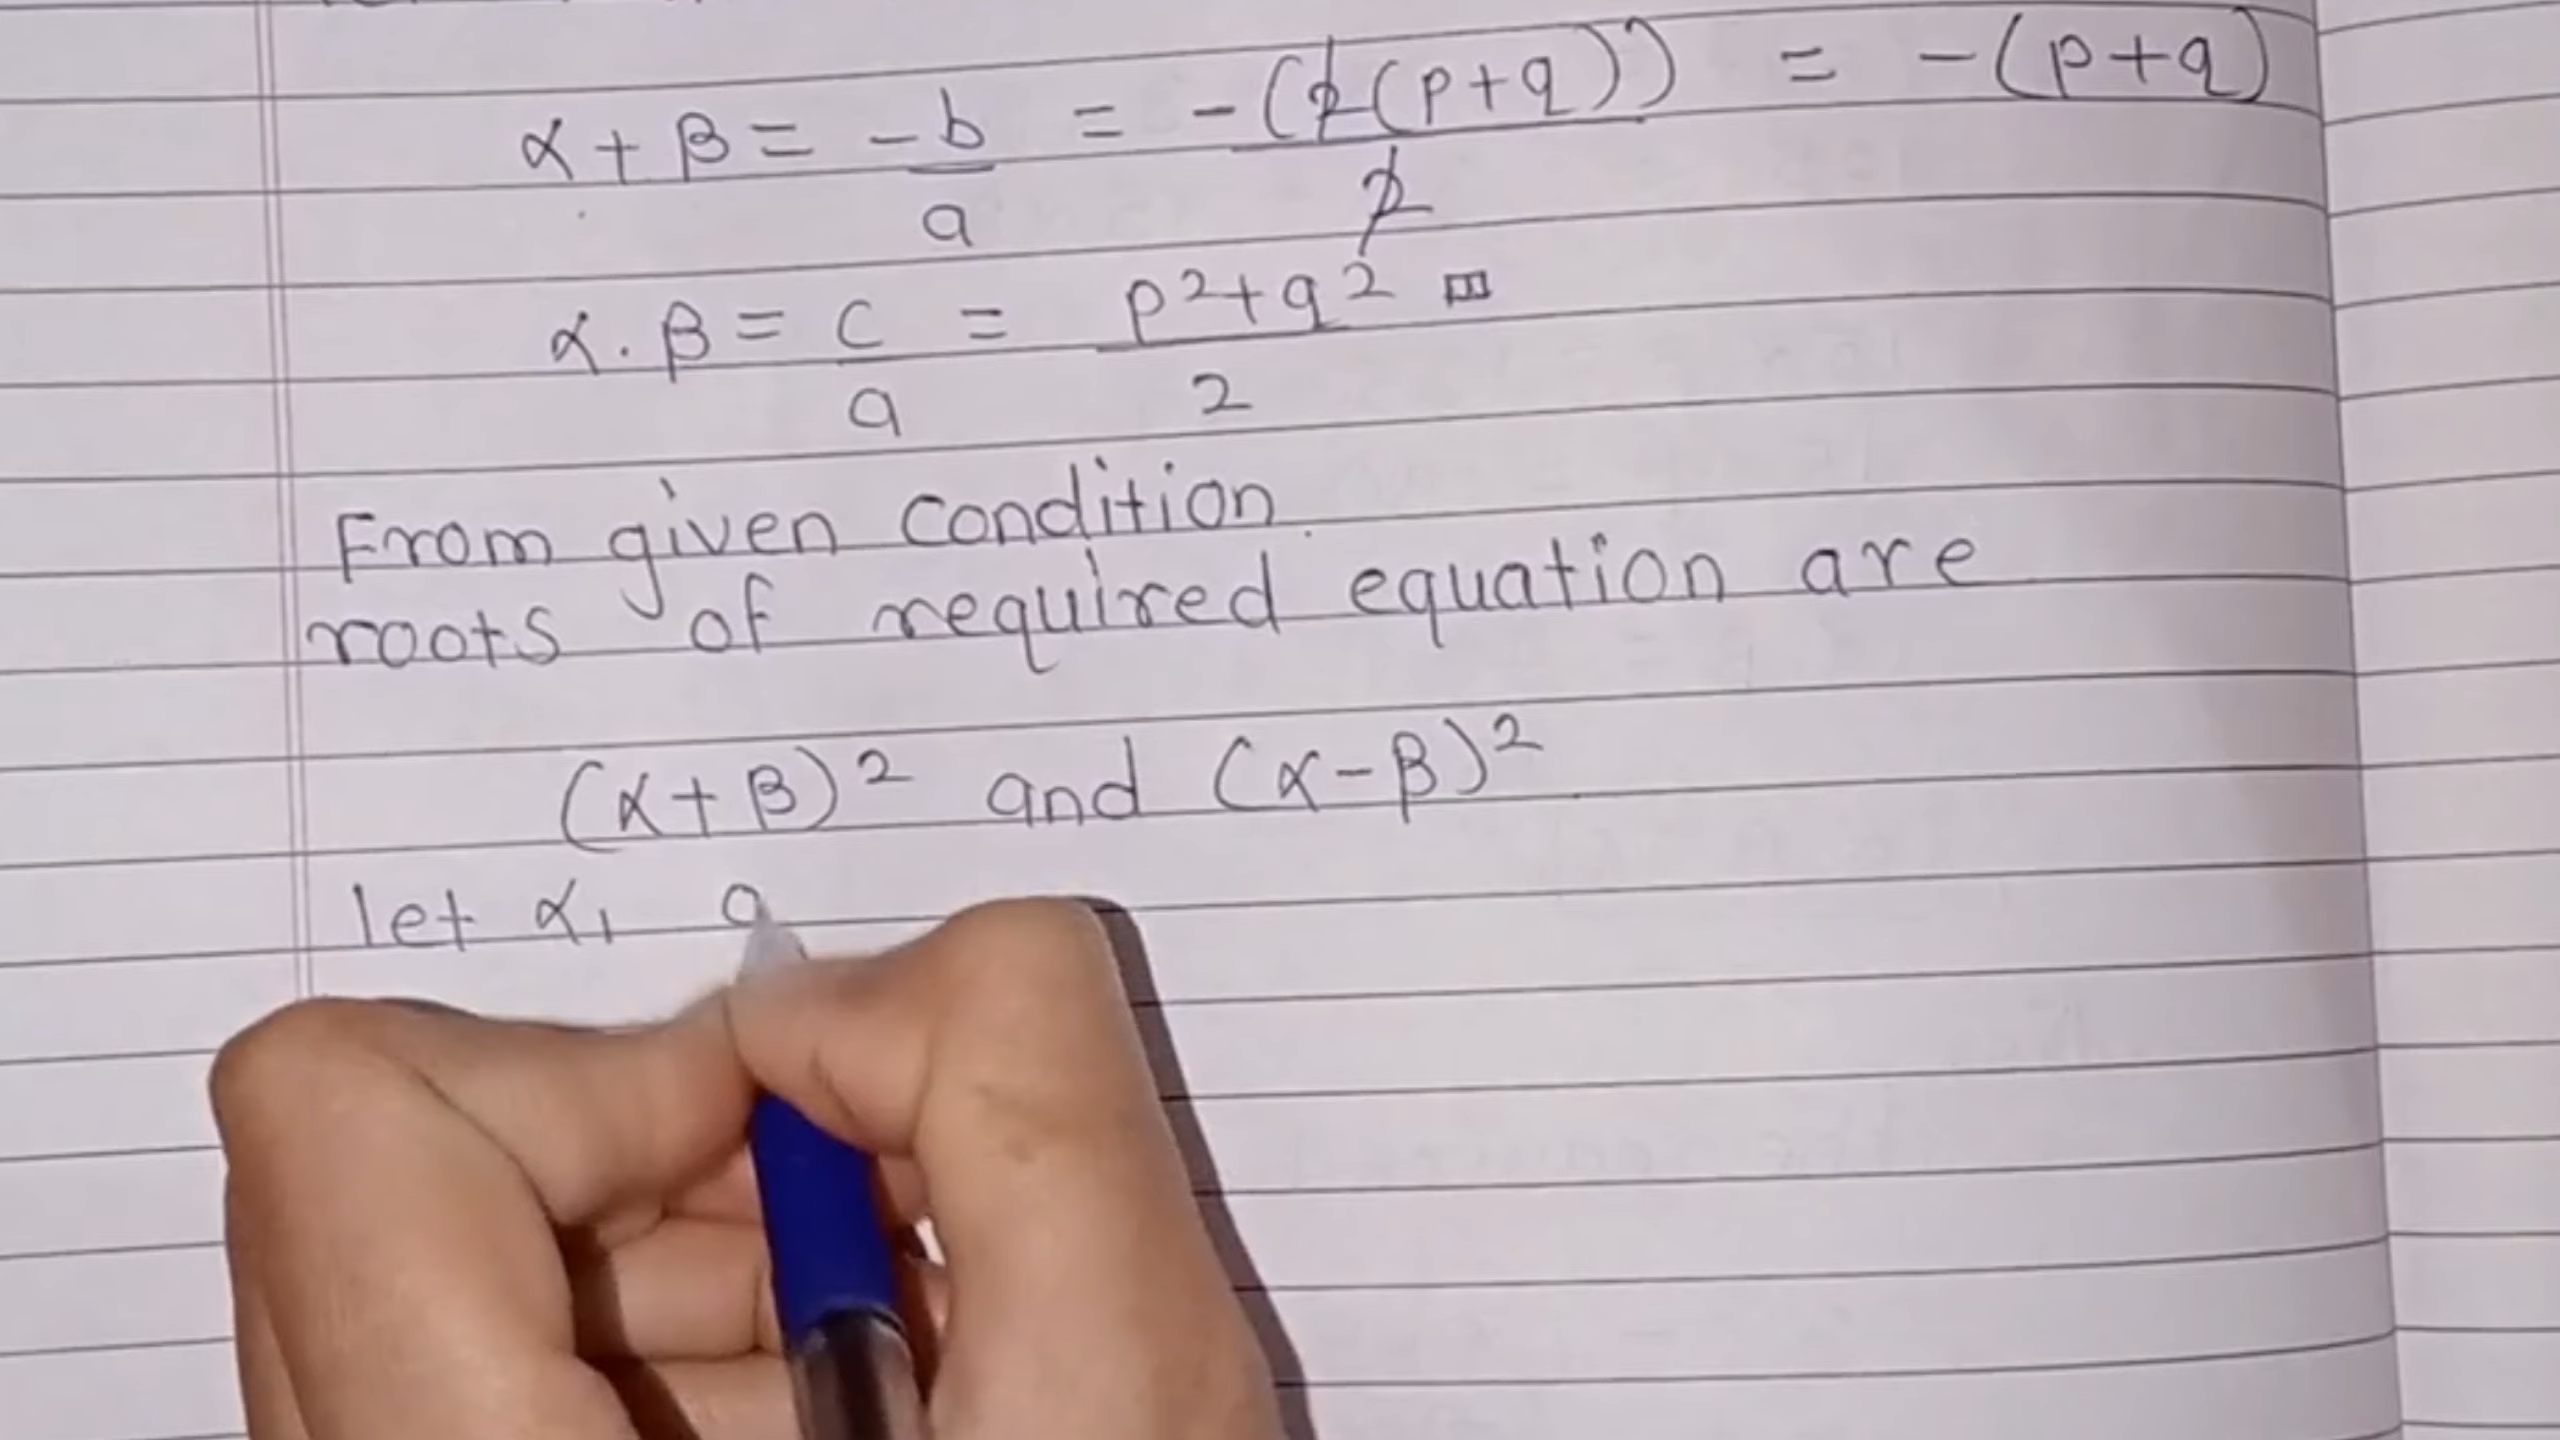 α + β = -b/a = -(2(p+q))/2 = -(p+q)
α . β = c/a = p²+q²/2
From given condition
roots of required equation are
(α+β)² and (α-β)²
let α₁ a